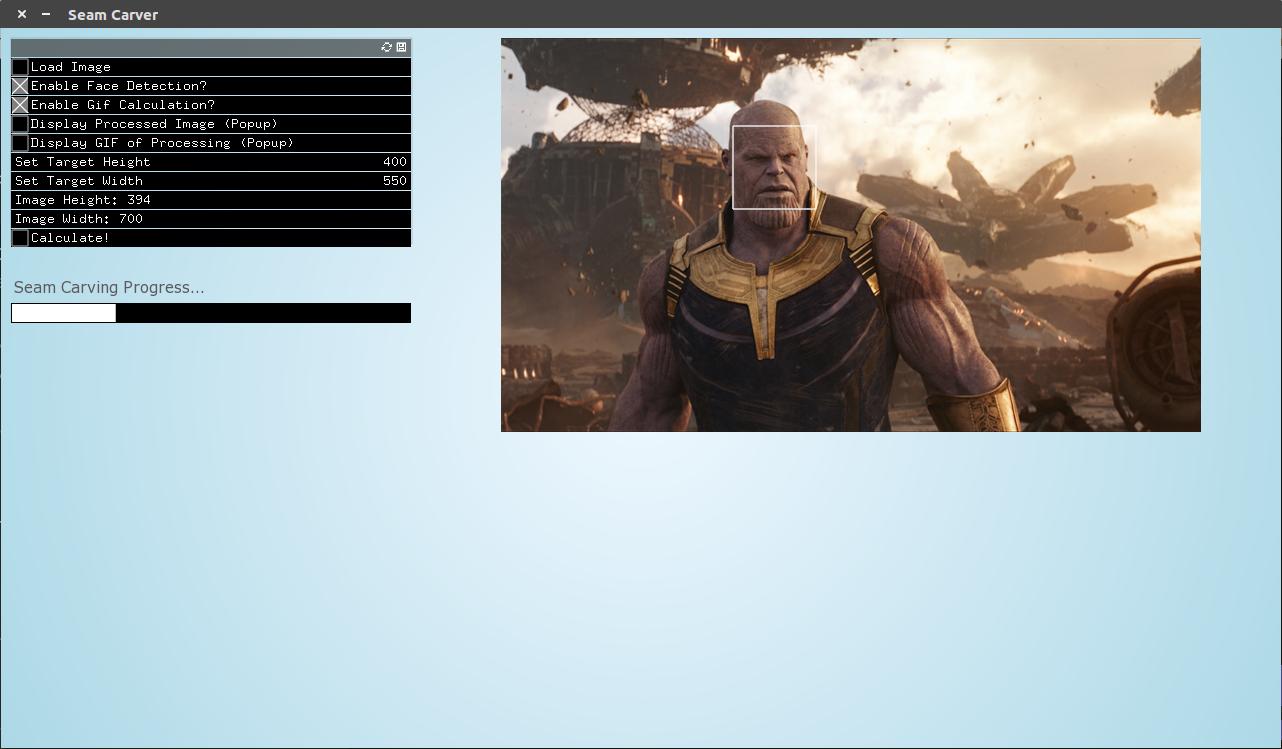 Seam Carver
Load Image
Enable Face Detection?
Enable Gif Calculation?
Display Processed Image (Popup)
Display GIF of Processing (Popup)
Set Target Height 400
Set Target Width 550
Image Height: 394
Image Width: 700
Calculate!
Seam Carving Progress...